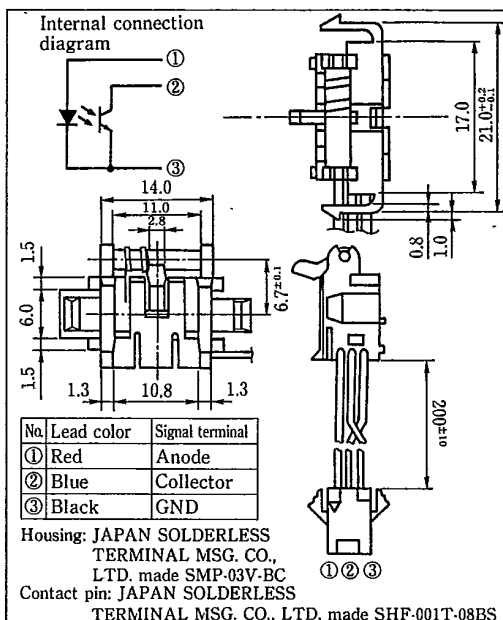 Internal connection
diagram
①
②
③
14.0
11.0
2.8
1.5
6.0
1.5
1.3
10.8
1.3
6.7±0.1
17.0
21.0+0.2-0.1
0.8
1.0
200±10
No. Lead color Signal terminal
① Red Anode
② Blue Collector
③ Black GND
① ② ③
Housing: JAPAN SOLDERLESS
TERMINAL MSG. CO.,
LTD. made SMP-03V-BC
Contact pin: JAPAN SOLDERLESS
TERMINAL MSG. CO., LTD. made SHF-001T-08BS